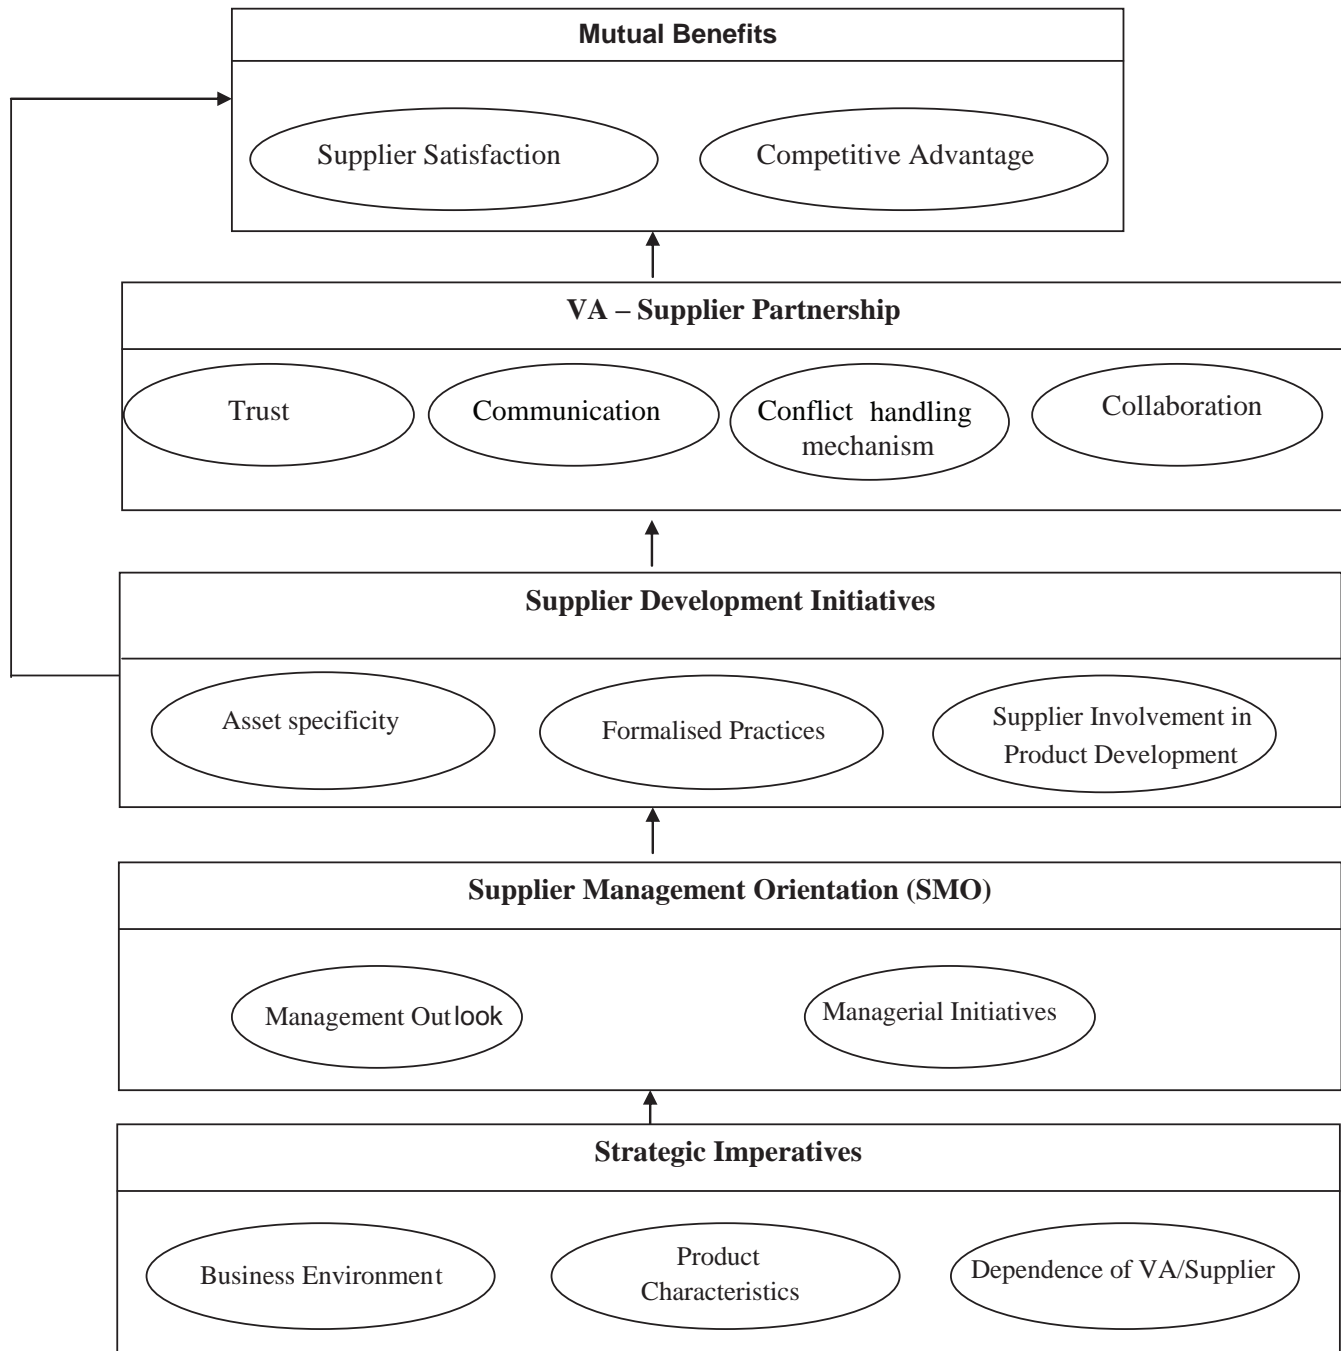 Mutual Benefits
Supplier Satisfaction
Competitive Advantage
VA – Supplier Partnership
Trust
Communication
Conflict handling
mechanism
Collaboration
Supplier Development Initiatives
Asset specificity
Formalised Practices
Supplier Involvement in
Product Development
Supplier Management Orientation (SMO)
Management Outlook
Managerial Initiatives
Strategic Imperatives
Business Environment
Product
Characteristics
Dependence of VA/Supplier